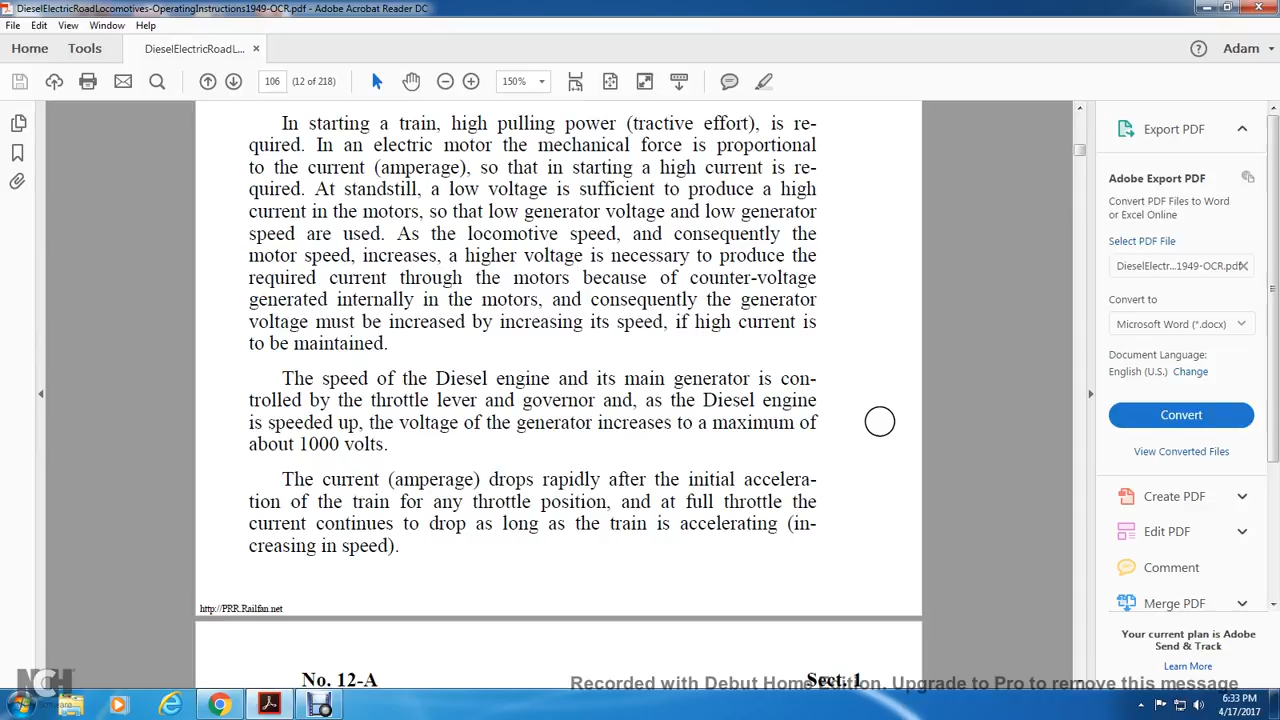 DieselElectricRoadLocomotives-OperatingInstructions1949-OCR.pdf - Adobe Acrobat Reader DC
File Edit View Window Help
Home Tools DieselElectricRoadL... × Adam
106 (12 of 218) 150%
In starting a train, high pulling power (tractive effort), is re-
quired. In an electric motor the mechanical force is proportional
to the current (amperage), so that in starting a high current is re-
quired. At standstill, a low voltage is sufficient to produce a high
current in the motors, so that low generator voltage and low generator
speed are used. As the locomotive speed, and consequently the
motor speed, increases, a higher voltage is necessary to produce the
required current through the motors because of counter-voltage
generated internally in the motors, and consequently the generator
voltage must be increased by increasing its speed, if high current is
to be maintained.
The speed of the Diesel engine and its main generator is con-
trolled by the throttle lever and governor and, as the Diesel engine
is speeded up, the voltage of the generator increases to a maximum of
about 1000 volts.
The current (amperage) drops rapidly after the initial accelera-
tion of the train for any throttle position, and at full throttle the
current continues to drop as long as the train is accelerating (in-
creasing in speed).
http://PRR.Railfan.net
No. 12-A Sect. 1
Export PDF
Adobe Export PDF
Convert PDF Files to Word
or Excel Online
Select PDF File
DieselElectr...1949-OCR.pdf
Convert to
Microsoft Word (*.docx)
Document Language:
English (U.S.) Change
Convert
View Converted Files
Create PDF
Edit PDF
Comment
Merge PDF
Your current plan is Adobe
Send & Track
Learn More
NCH
Software
Recorded with Debut Home Edition. Upgrade to Pro to remove this message
6:33 PM
4/17/2017